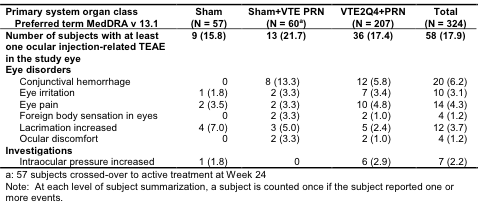 Primary system organ class Sham Sham+VTE PRN VTE2Q4+PRN Total
Preferred term MedDRA v 13.1 (N = 57) (N = 60a) (N = 207) (N = 324)
Number of subjects with at least 9 (15.8) 13 (21.7) 36 (17.4) 58 (17.9)
one ocular injection-related TEAE
in the study eye
Eye disorders
Conjunctival hemorrhage 0 8 (13.3) 12 (5.8) 20 (6.2)
Eye irritation 1 (1.8) 2 (3.3) 7 (3.4) 10 (3.1)
Eye pain 2 (3.5) 2 (3.3) 10 (4.8) 14 (4.3)
Foreign body sensation in eyes 0 2 (3.3) 2 (1.0) 4 (1.2)
Lacrimation increased 4 (7.0) 3 (5.0) 5 (2.4) 12 (3.7)
Ocular discomfort 0 2 (3.3) 2 (1.0) 4 (1.2)
Investigations
Intraocular pressure increased 1 (1.8) 0 6 (2.9) 7 (2.2)
a: 57 subjects crossed-over to active treatment at Week 24
Note: At each level of subject summarization, a subject is counted once if the subject reported one or
more events.